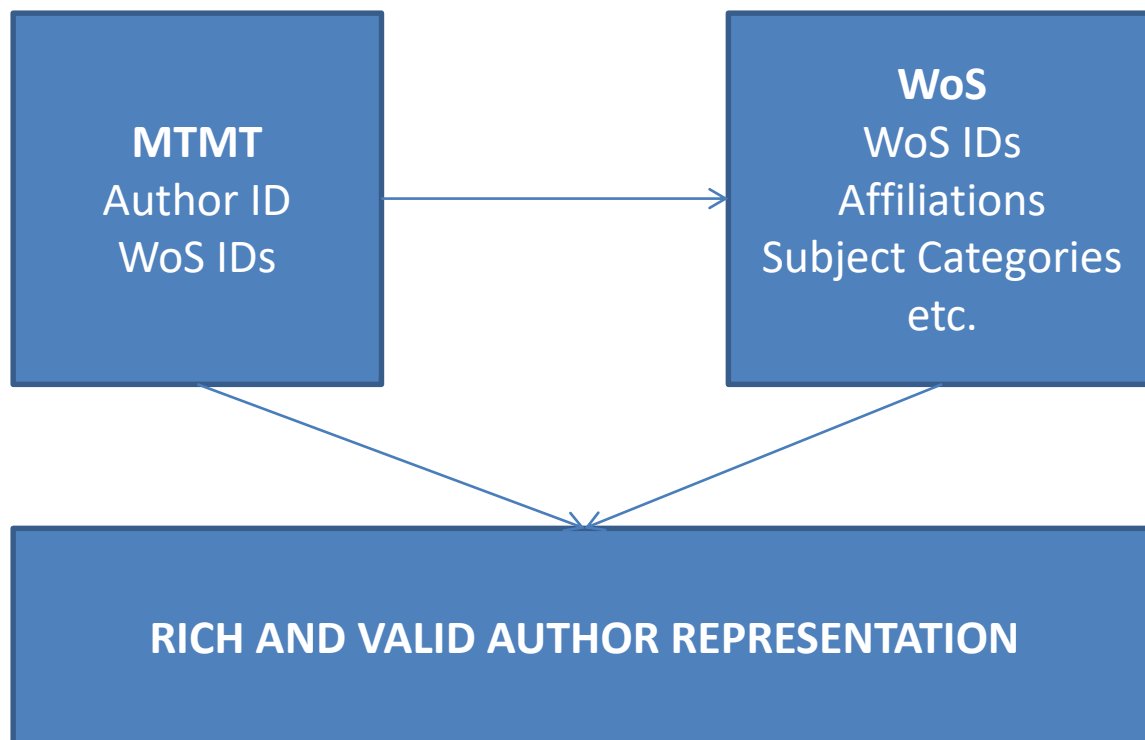 MTMT
Author ID
WoS IDs
WoS
WoS IDs
Affiliations
Subject Categories
etc.
RICH AND VALID AUTHOR REPRESENTATION